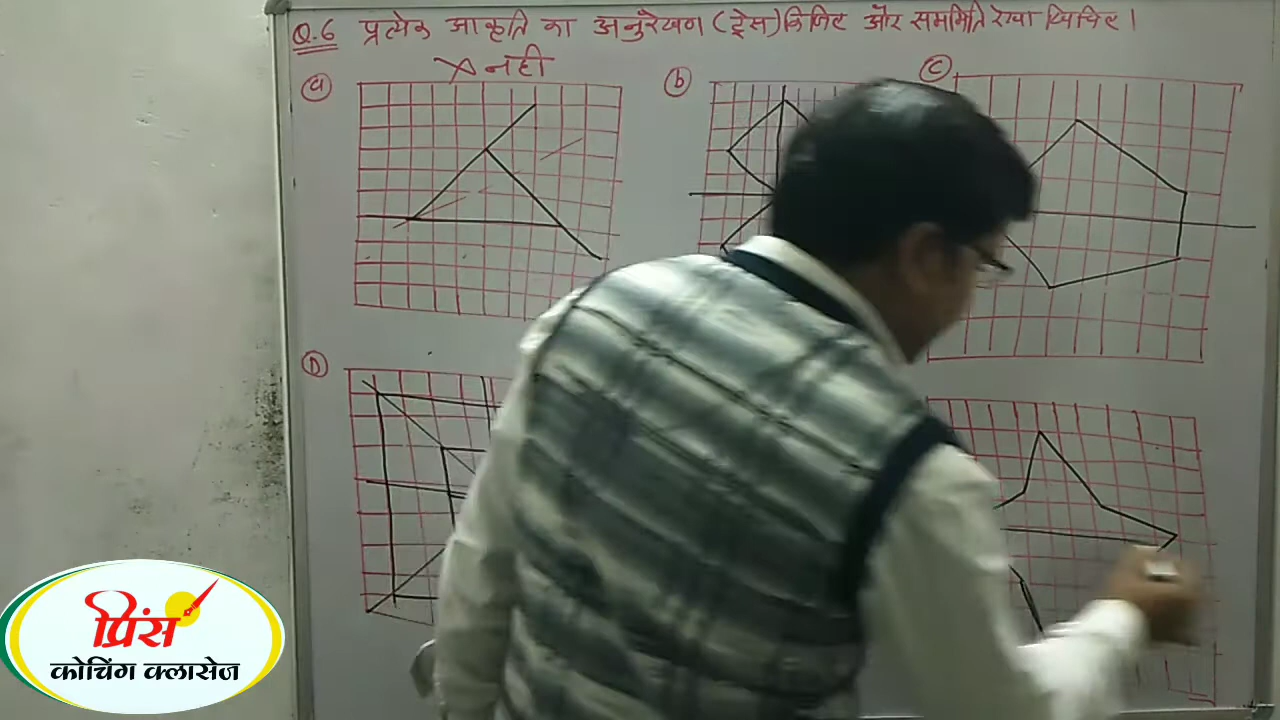 Q.6 प्रत्येक आकृति का अनुरेखण (ट्रेस) किजिए और सममिति रेखा खिचिए।
X नही
a
b
C
D
प्रिंस
कोचिंग क्लासेज